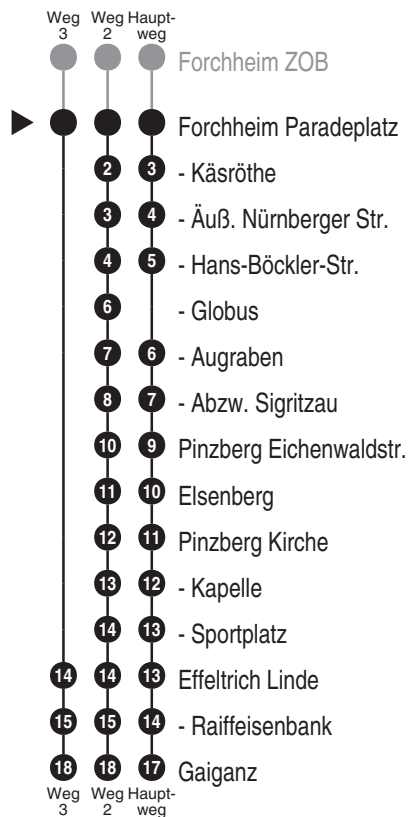 Weg Weg Haupt-
3 2 weg
Forchheim ZOB
Forchheim Paradeplatz
2 3 - Käsröthe
3 4 - Äuß. Nürnberger Str.
4 5 - Hans-Böckler-Str.
6 - Globus
7 6 - Augraben
8 7 - Abzw. Sigritzau
10 9 Pinzberg Eichenwaldstr.
11 10 Elsenberg
12 11 Pinzberg Kirche
13 12 - Kapelle
14 13 - Sportplatz
14 14 13 Effeltrich Linde
15 15 14 - Raiffeisenbank
18 18 17 Gaiganz
Weg Weg Haupt-
3 2 weg